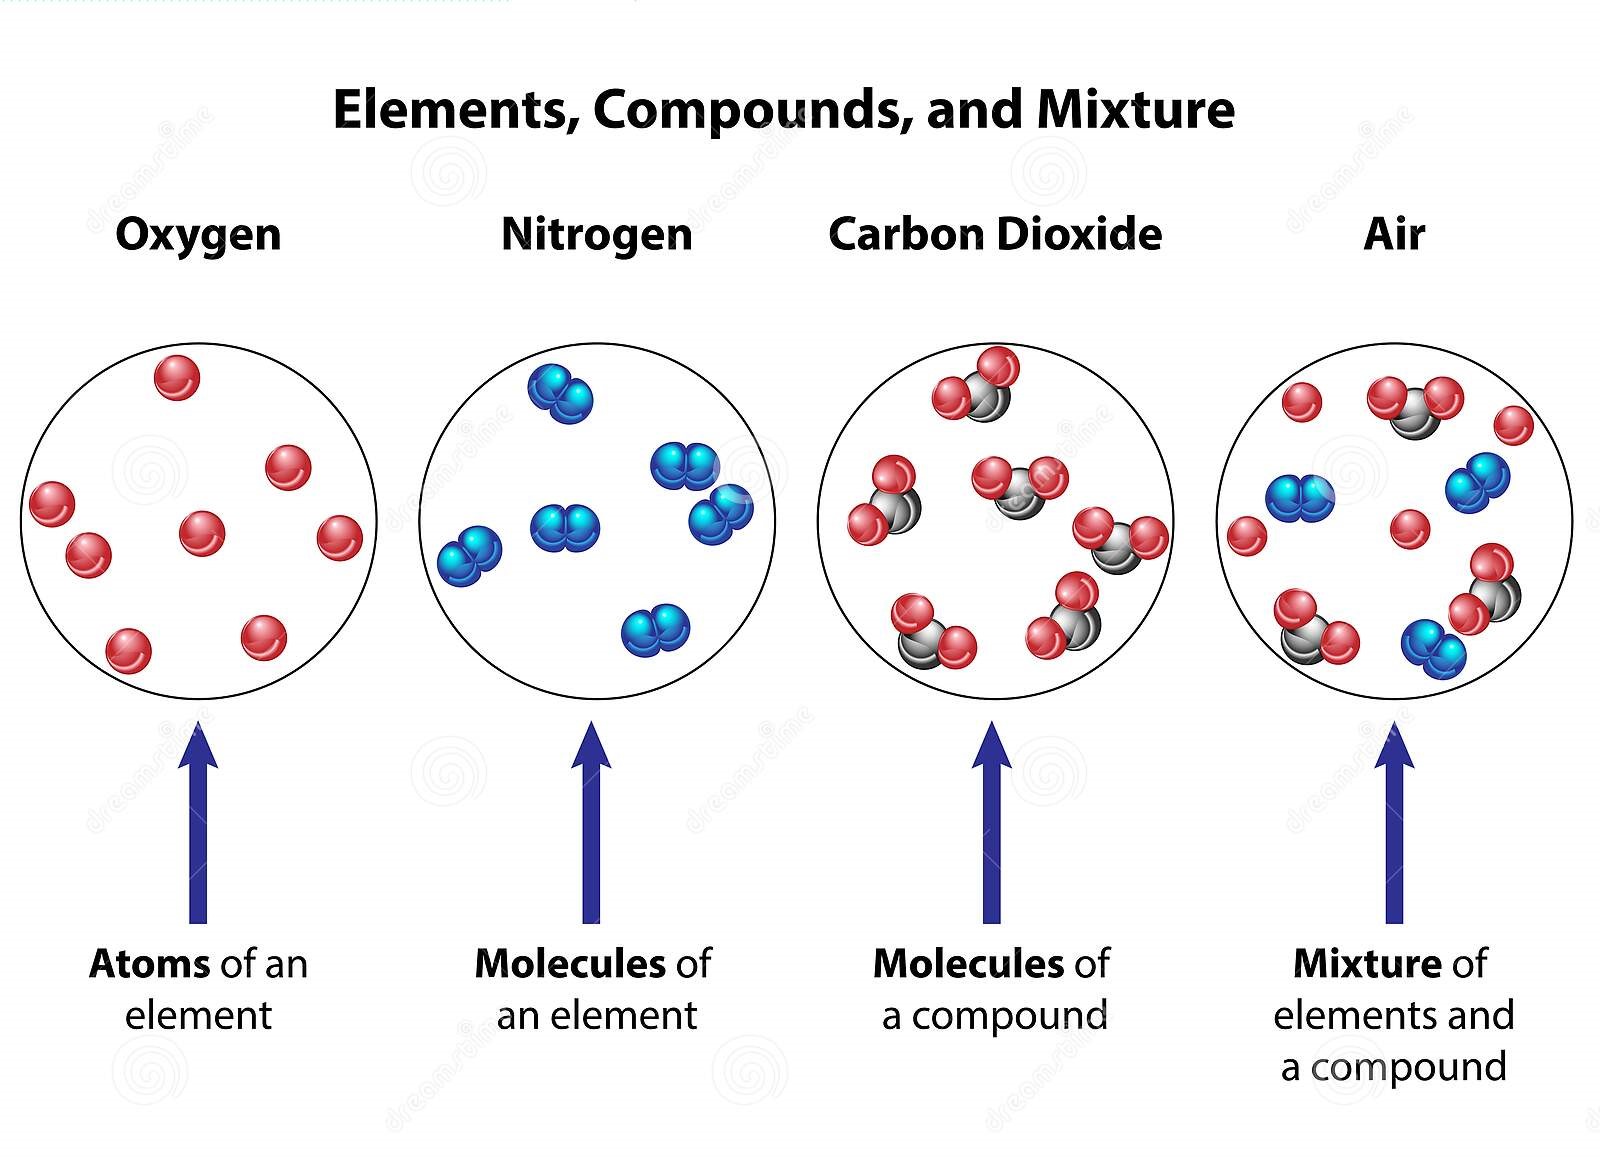 Elements, Compounds, and Mixture
Oxygen
Nitrogen
Carbon Dioxide
Air
Atoms of an
element
Molecules of
an element
Molecules of
a compound
Mixture of
elements and
a compound
dreamstime